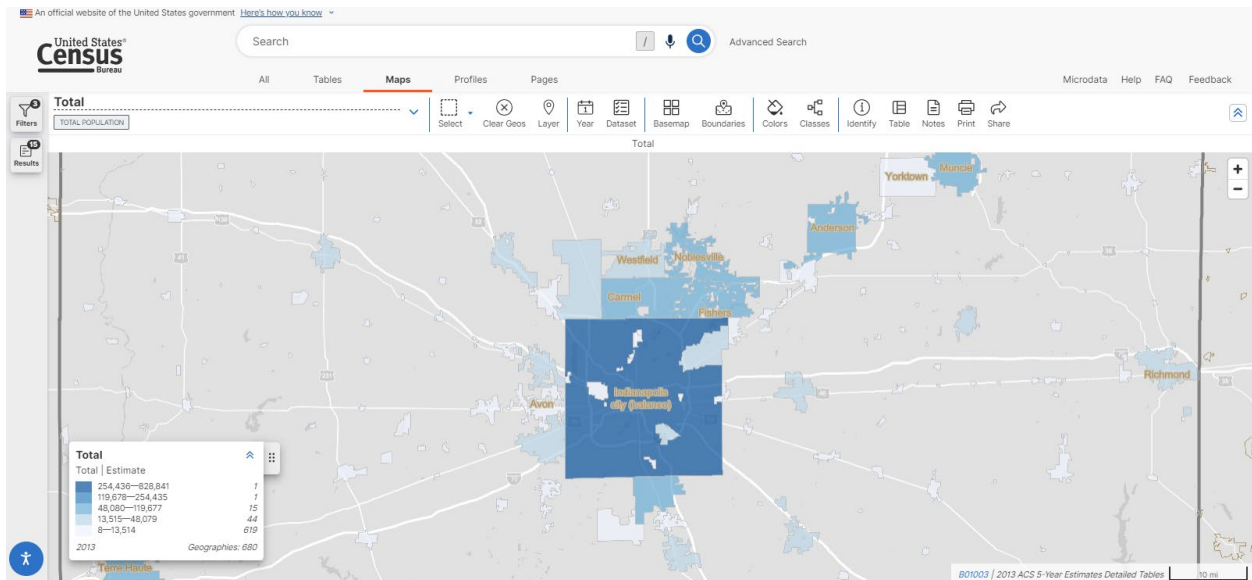 An official website of the United States government Here's how you know
United States®
Census
Bureau
Search
/
Advanced Search
All Tables Maps Profiles Pages
Microdata Help FAQ Feedback
3
Filters
Total
TOTAL POPULATION
Select Clear Geos Layer Year Dataset Basemap Boundaries Colors Classes Identify Table Notes Print Share
15
Results
Total
Muncie
Yorktown
+
−
Anderson
Westfield Noblesville
Carmel
Fishers
Richmond
Indianapolis
city (balance)
Avon
Total
Total | Estimate
254,436—828,841 1
119,678—254,435 1
48,080—119,677 15
13,515—48,079 44
8—13,514 619
2013 Geographies: 680
Terre Haute
B01003 | 2013 ACS 5-Year Estimates Detailed Tables
10 mi